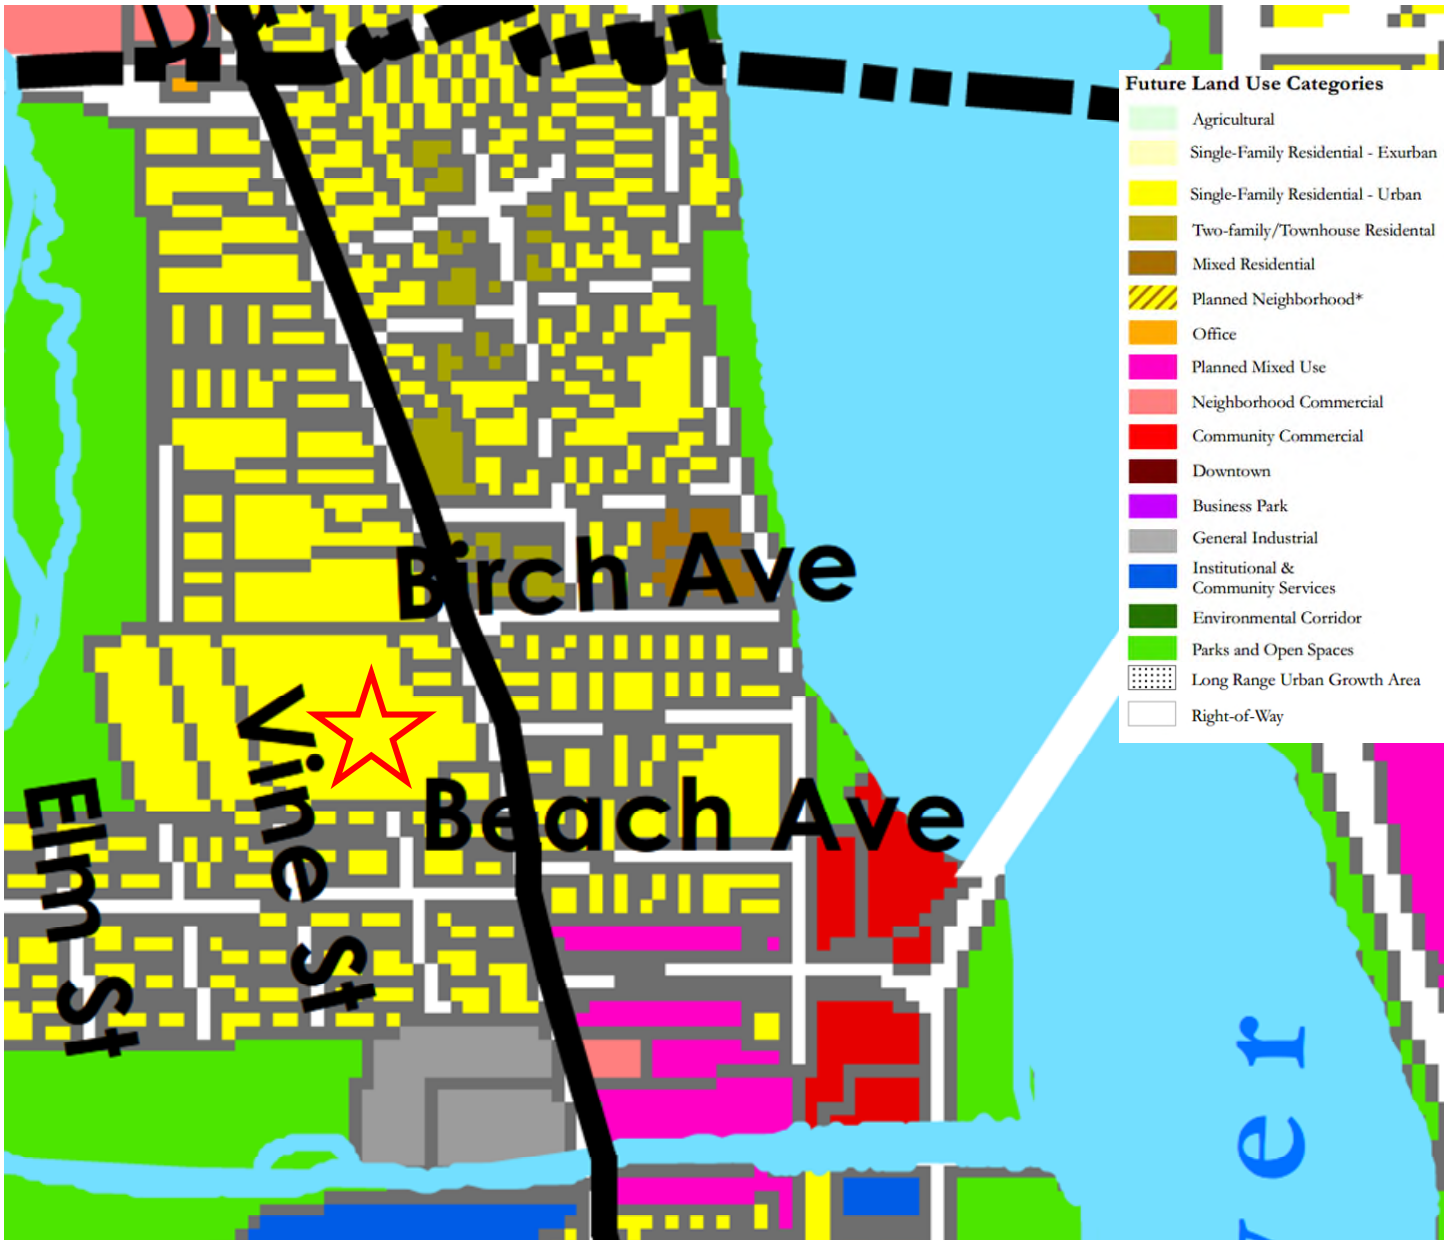 Future Land Use Categories
Agricultural
Single-Family Residential - Exurban
Single-Family Residential - Urban
Two-family/Townhouse Residental
Mixed Residential
Planned Neighborhood*
Office
Planned Mixed Use
Neighborhood Commercial
Community Commercial
Downtown
Business Park
General Industrial
Institutional &
Community Services
Environmental Corridor
Parks and Open Spaces
Long Range Urban Growth Area
Right-of-Way
Birch Ave
Vine St
Beach Ave
Elm St
ver